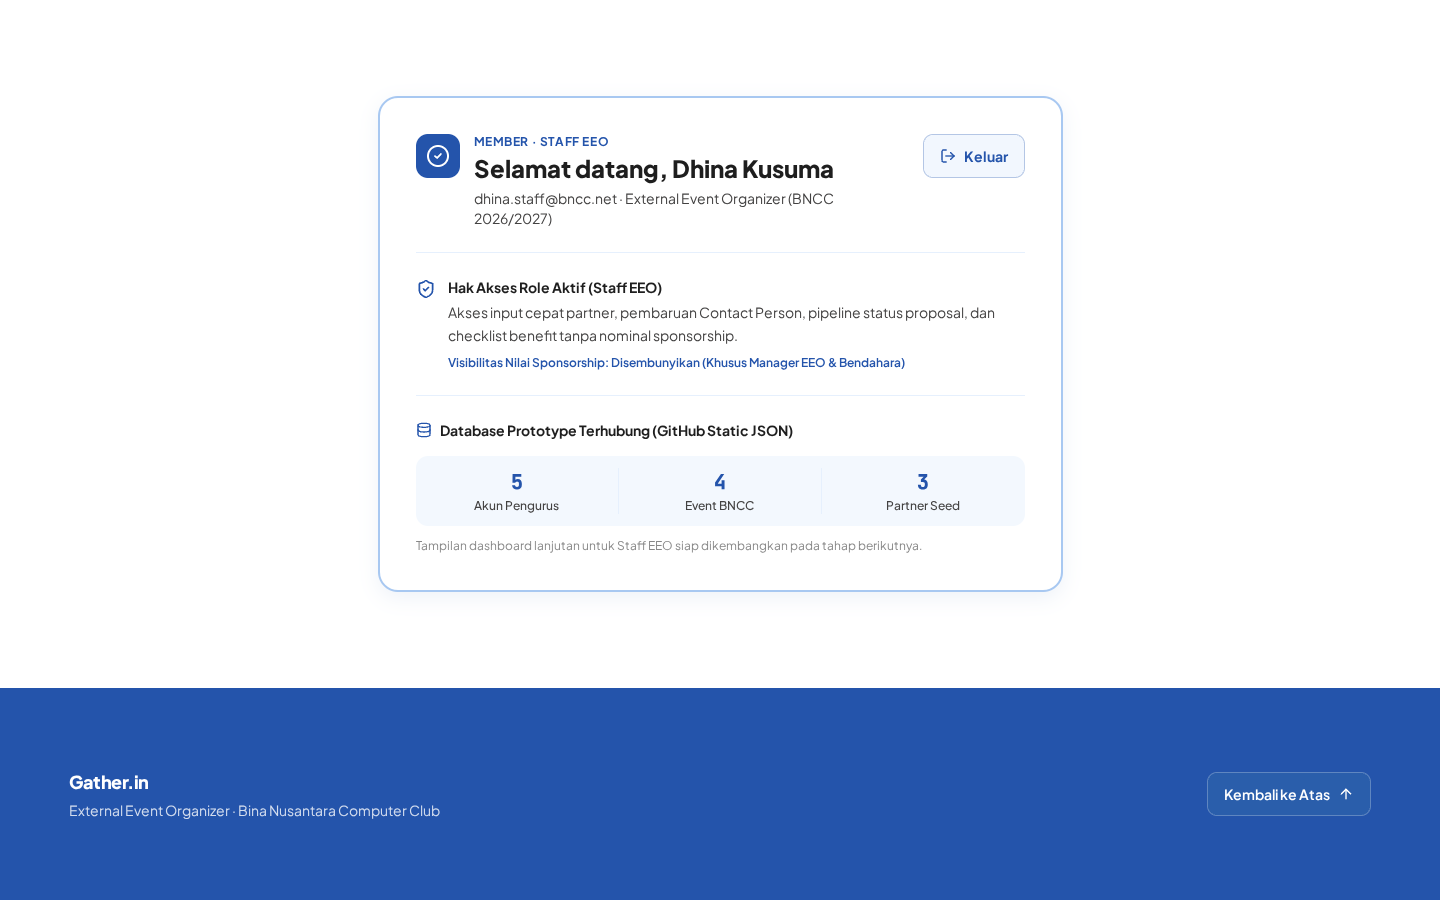 MEMBER · STAFF EEO
Selamat datang, Dhina Kusuma
dhina.staff@bncc.net · External Event Organizer (BNCC
2026/2027)
Keluar
Hak Akses Role Aktif (Staff EEO)
Akses input cepat partner, pembaruan Contact Person, pipeline status proposal, dan
checklist benefit tanpa nominal sponsorship.
Visibilitas Nilai Sponsorship: Disembunyikan (Khusus Manager EEO & Bendahara)
Database Prototype Terhubung (GitHub Static JSON)
5
Akun Pengurus
4
Event BNCC
3
Partner Seed
Tampilan dashboard lanjutan untuk Staff EEO siap dikembangkan pada tahap berikutnya.
Gather.in
External Event Organizer · Bina Nusantara Computer Club
Kembali ke Atas